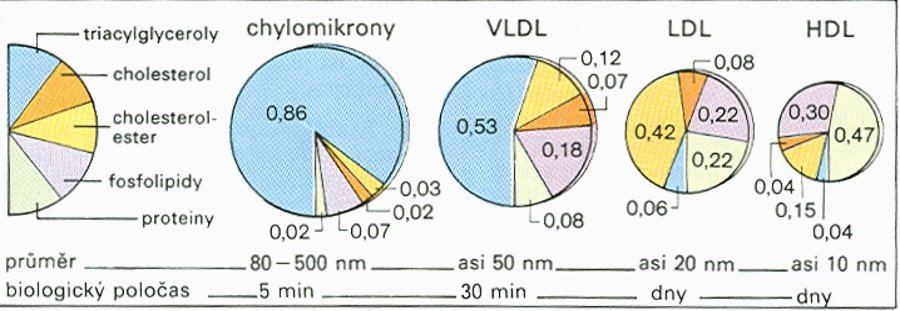 chylomikrony
VLDL
LDL
HDL
triacylglyceroly
cholesterol
cholesterol-
ester
fosfolipidy
proteiny
0,86
0,03
0,02
0,07
0,02
0,53
0,12
0,07
0,18
0,08
0,42
0,08
0,22
0,22
0,06
0,30
0,47
0,04
0,15
0,04
průměr 80–500 nm asi 50 nm asi 20 nm asi 10 nm
biologický poločas 5 min 30 min dny dny